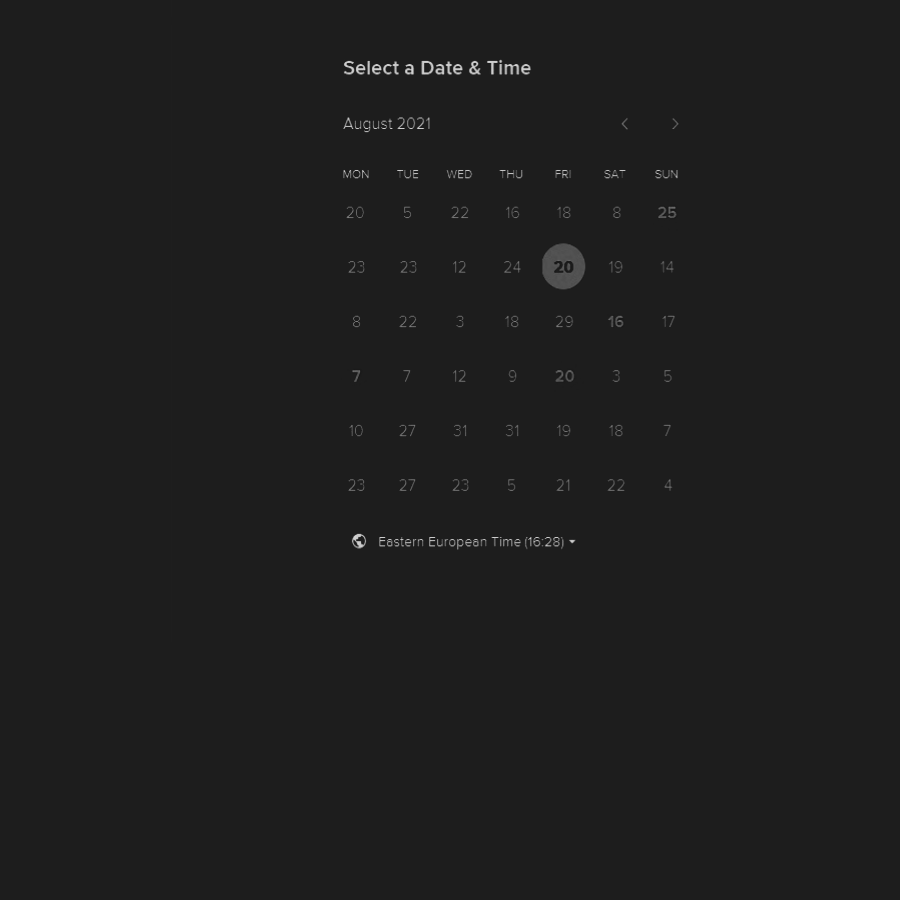 Select a Date & Time
August 2021
MON TUE WED THU FRI SAT SUN
20 5 22 16 18 8 25
23 23 12 24 20 19 14
8 22 3 18 29 16 17
7 7 12 9 20 3 5
10 27 31 31 19 18 7
23 27 23 5 21 22 4
Eastern European Time (16:28)